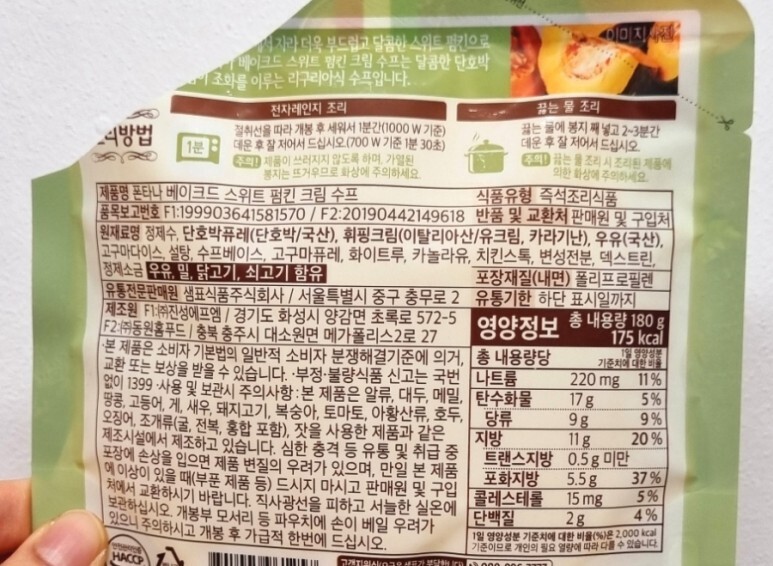 더욱 부드럽고 달콤한 스위트 펌킨으로
베이크드 스위트 펌킨 크림 수프는 달콤한 단호박
조화를 이루는 리구리아식 수프입니다.
이미지
조리방법
전자레인지 조리
1분
절취선을 따라 개봉 후 세워서 1분간(1000 W 기준)
데운 후 잘 저어서 드십시오.(700 W 기준 1분 30초)
주의! 제품이 쓰러지지 않도록 하며, 가열된
봉지는 뜨거우므로 화상에 주의하세요.
끓는 물 조리
끓는 물에 봉지 째 넣고 2~3분간
데운 후 잘 저어서 드십시오.
주의! 끓는 물 조리 시 조리된 제품에
의한 화상에 주의하세요.
제품명 폰타나 베이크드 스위트 펌킨 크림 수프
식품유형 즉석조리식품
품목보고번호 F1:199903641581570 / F2:20190442149618
반품 및 교환처 판매원 및 구입처
원재료명 정제수, 단호박퓨레(단호박/국산), 휘핑크림(이탈리아산/유크림, 카라기난), 우유(국산),
고구마다이스, 설탕, 수프베이스, 고구마퓨레, 화이트루, 카놀라유, 치킨스톡, 변성전분, 덱스트린,
정제소금 우유, 밀, 닭고기, 쇠고기 함유
포장재질(내면) 폴리프로필렌
유통전문판매원 샘표식품주식회사 / 서울특별시 중구 충무로 2
유통기한 하단 표시일까지
제조원 F1:㈜진성에프엠 / 경기도 화성시 양감면 초록로 572-5
F2:㈜동원홈푸드 / 충북 충주시 대소원면 메가폴리스2로 27
·본 제품은 소비자 기본법의 일반적 소비자 분쟁해결기준에 의거,
교환 또는 보상을 받을 수 있습니다. ·부정·불량식품 신고는 국번
없이 1399 ·사용 및 보관시 주의사항: 본 제품은 알류, 대두, 메밀,
땅콩, 고등어, 게, 새우, 돼지고기, 복숭아, 토마토, 아황산류, 호두,
오징어, 조개류(굴, 전복, 홍합 포함), 잣을 사용한 제품과 같은
제조시설에서 제조하고 있습니다. 심한 충격 등 유통 및 취급 중
포장에 손상을 입으면 제품 변질의 우려가 있으며, 만일 본 제품
에 이상이 있을 때(부푼 제품 등) 드시지 마시고 판매원 및 구입
처에서 교환하시기 바랍니다. 직사광선을 피하고 서늘한 실온에
보관하십시오. 개봉부 모서리 등 파우치에 손이 베일 우려가
있으니 주의하시고 개봉 후 가급적 한번에 드십시오.
영양정보
총 내용량 180 g
175 kcal
총 내용량당
1일 영양성분
기준치에 대한 비율
나트륨 220 mg 11 %
탄수화물 17 g 5 %
당류 9 g 9 %
지방 11 g 20 %
트랜스지방 0.5 g 미만
포화지방 5.5 g 37 %
콜레스테롤 15 mg 5 %
단백질 2 g 4 %
1일 영양성분 기준치에 대한 비율(%)은 2,000 kcal
기준이므로 개인의 필요 열량에 따라 다를 수 있습니다.
HACCP